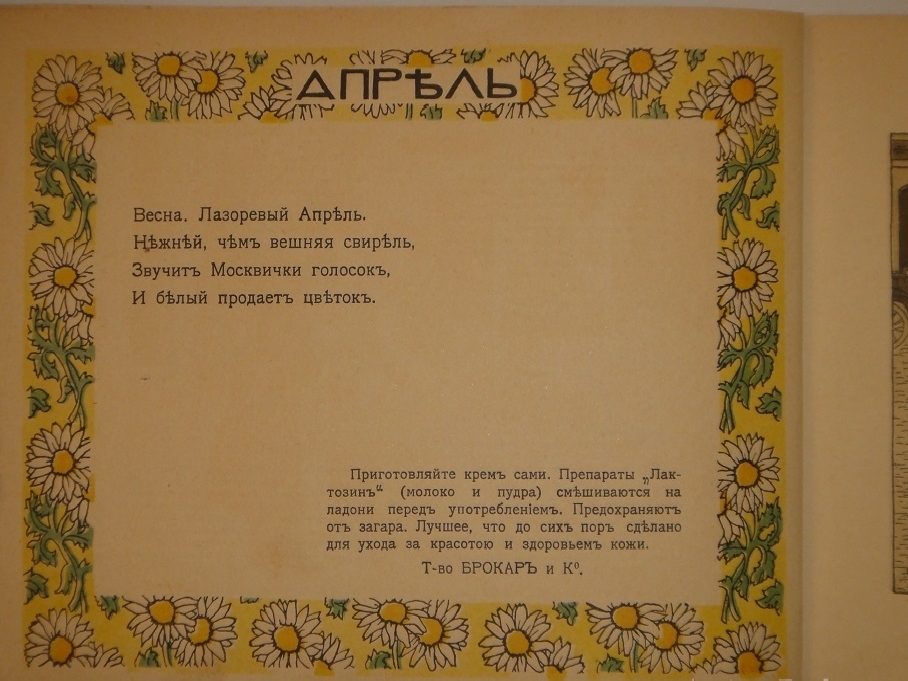 АПРѢЛЬ
Весна. Лазоревый Апрѣль.
Нѣжнѣй, чѣмъ вешняя свирѣль,
Звучитъ Москвички голосокъ,
И бѣлый продаетъ цвѣтокъ.
Приготовляйте кремъ сами. Препараты „Лак-
тозинъ“ (молоко и пудра) смѣшиваются на
ладони передъ употребленіемъ. Предохраняютъ
отъ загара. Лучшее, что до сихъ поръ сдѣлано
для ухода за красотою и здоровьемъ кожи.
Т-во БРОКАРЪ и Кº.